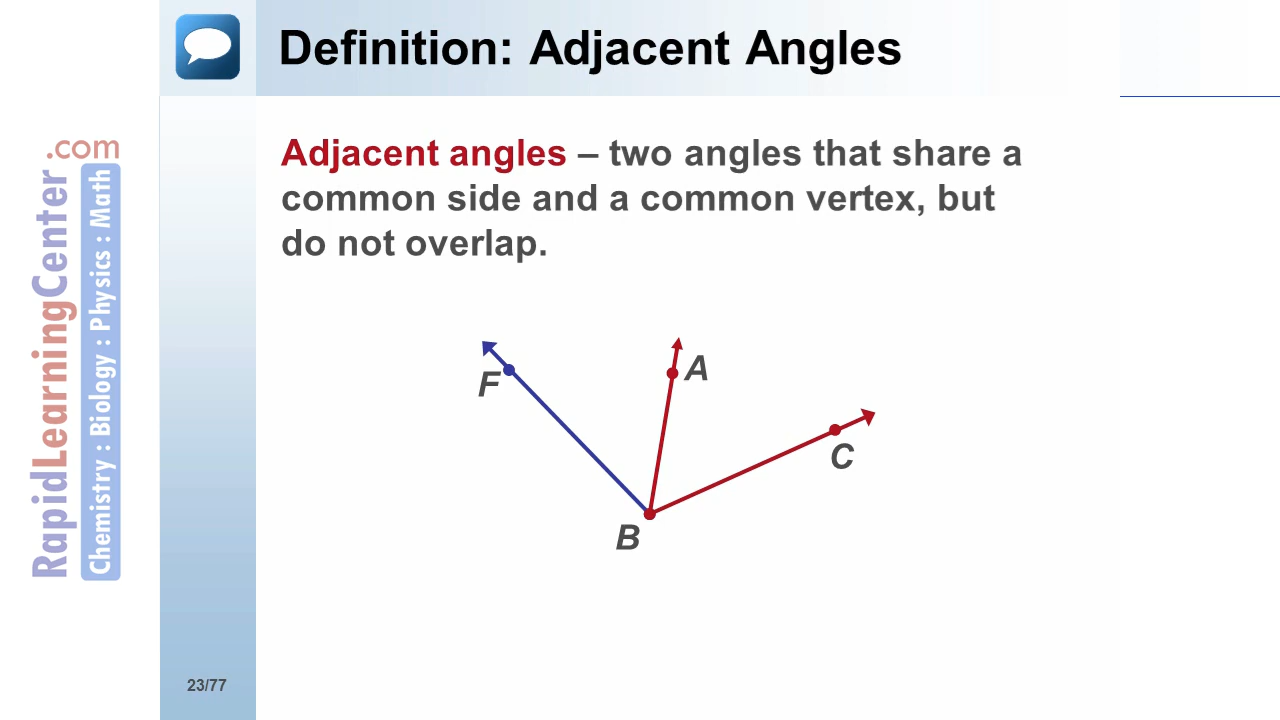 Definition: Adjacent Angles
RapidLearningCenter.com
Chemistry : Biology : Physics : Math
Adjacent angles – two angles that share a
common side and a common vertex, but
do not overlap.
F
A
C
B
23/77